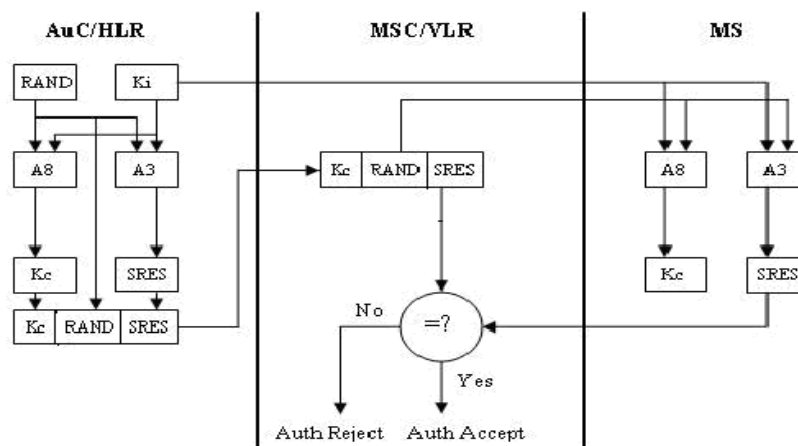 AuC/HLR MSC/VLR MS
RAND Ki
A8 A3 Kc RAND SRES A8 A3
Kc SRES Kc SRES
Kc RAND SRES No =?
Yes
Auth Reject Auth Accept